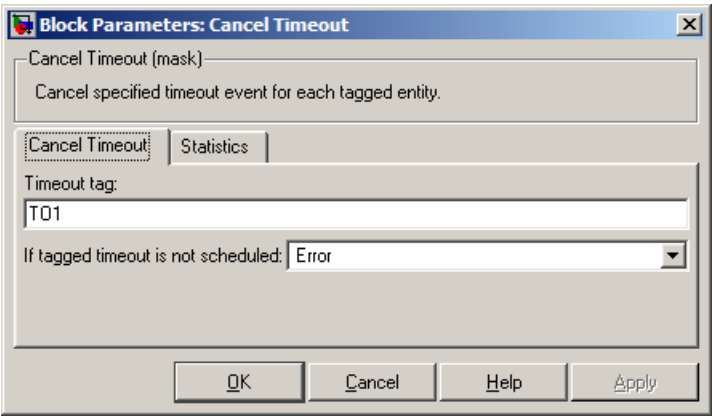 Block Parameters: Cancel Timeout
Cancel Timeout (mask)
Cancel specified timeout event for each tagged entity.
Cancel Timeout Statistics
Timeout tag:
TO1
If tagged timeout is not scheduled: Error
OK Cancel Help Apply